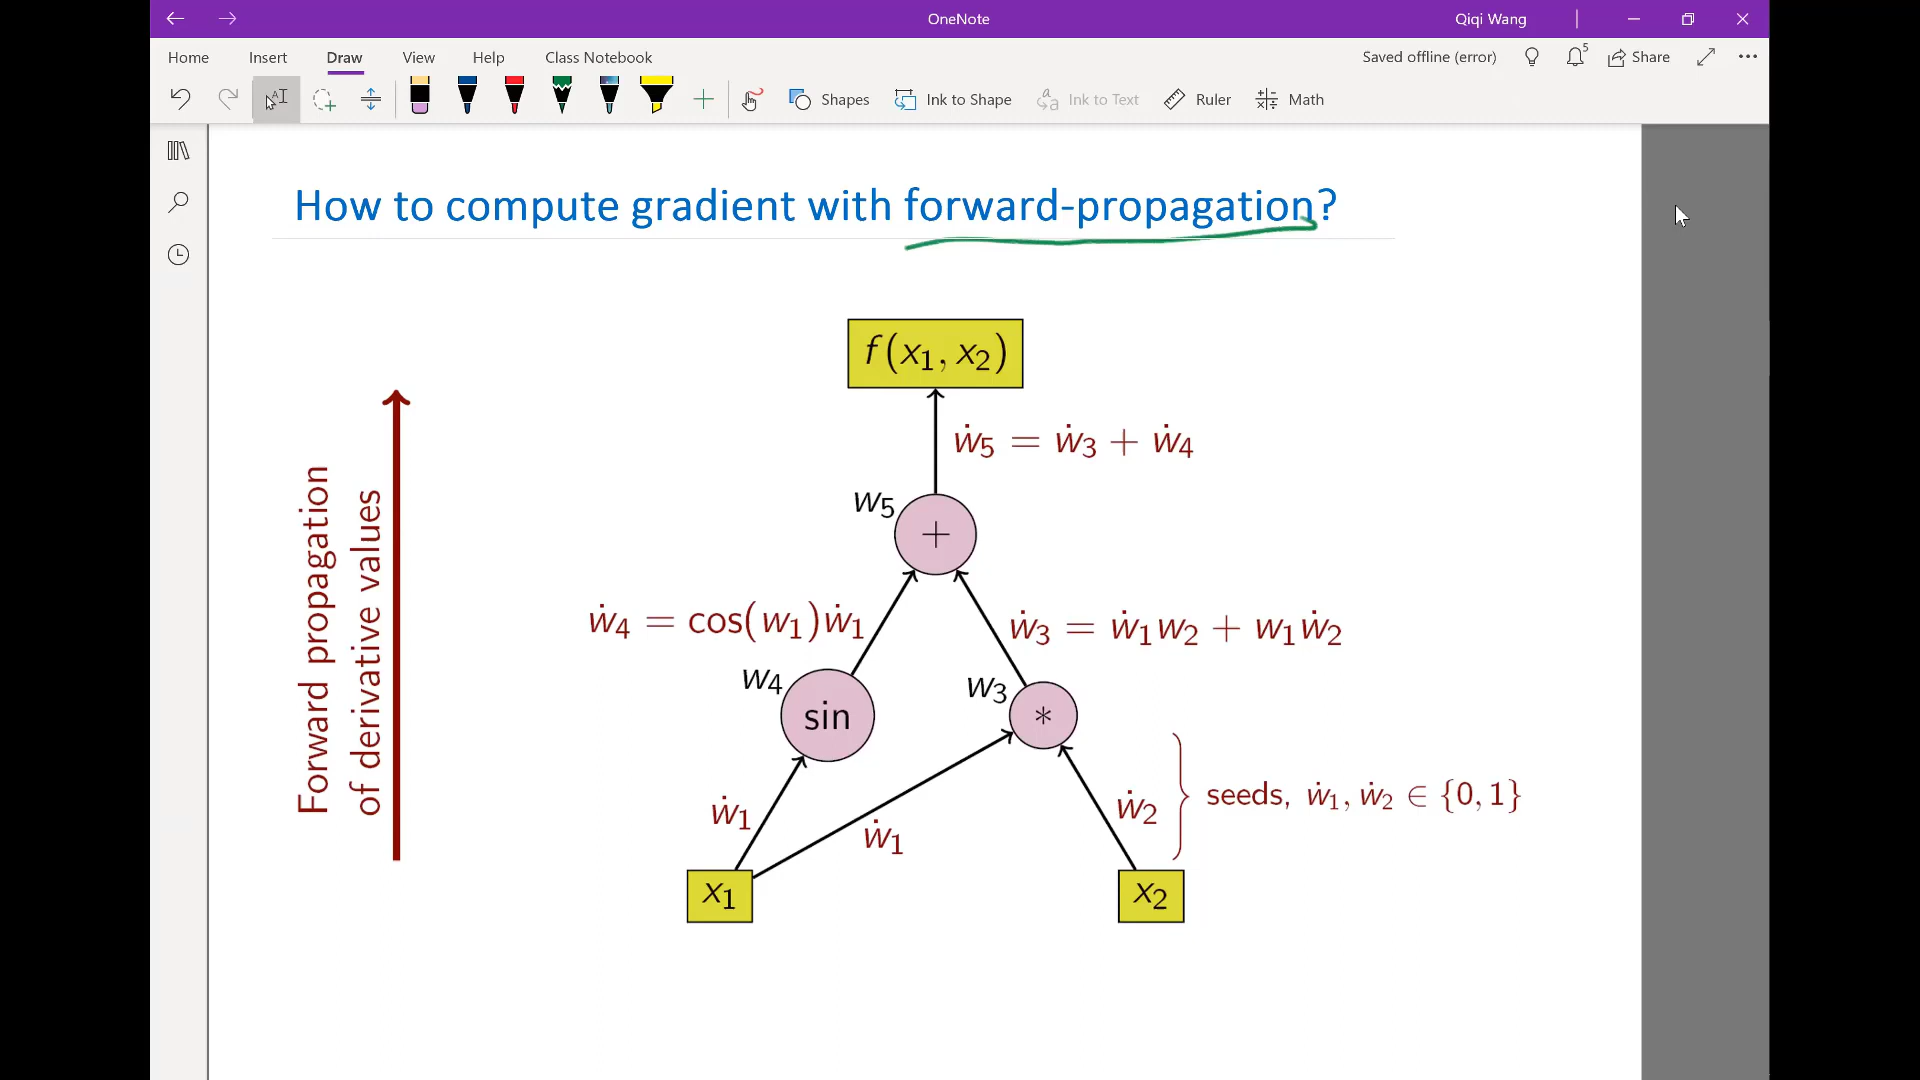 OneNote
Qiqi Wang
Home Insert Draw View Help Class Notebook
Saved offline (error)
5
Share
Shapes
Ink to Shape
Ink to Text
Ruler
Math
How to compute gradient with forward-propagation?
f(x₁, x₂)
ẇ₅ = ẇ₃ + ẇ₄
w₅
+
ẇ₄ = cos(w₁)ẇ₁
ẇ₃ = ẇ₁w₂ + w₁ẇ₂
w₄
sin
w₃
*
Forward propagation
of derivative values
ẇ₁
ẇ₁
ẇ₂
seeds, ẇ₁, ẇ₂ ∈ {0, 1}
x₁
x₂